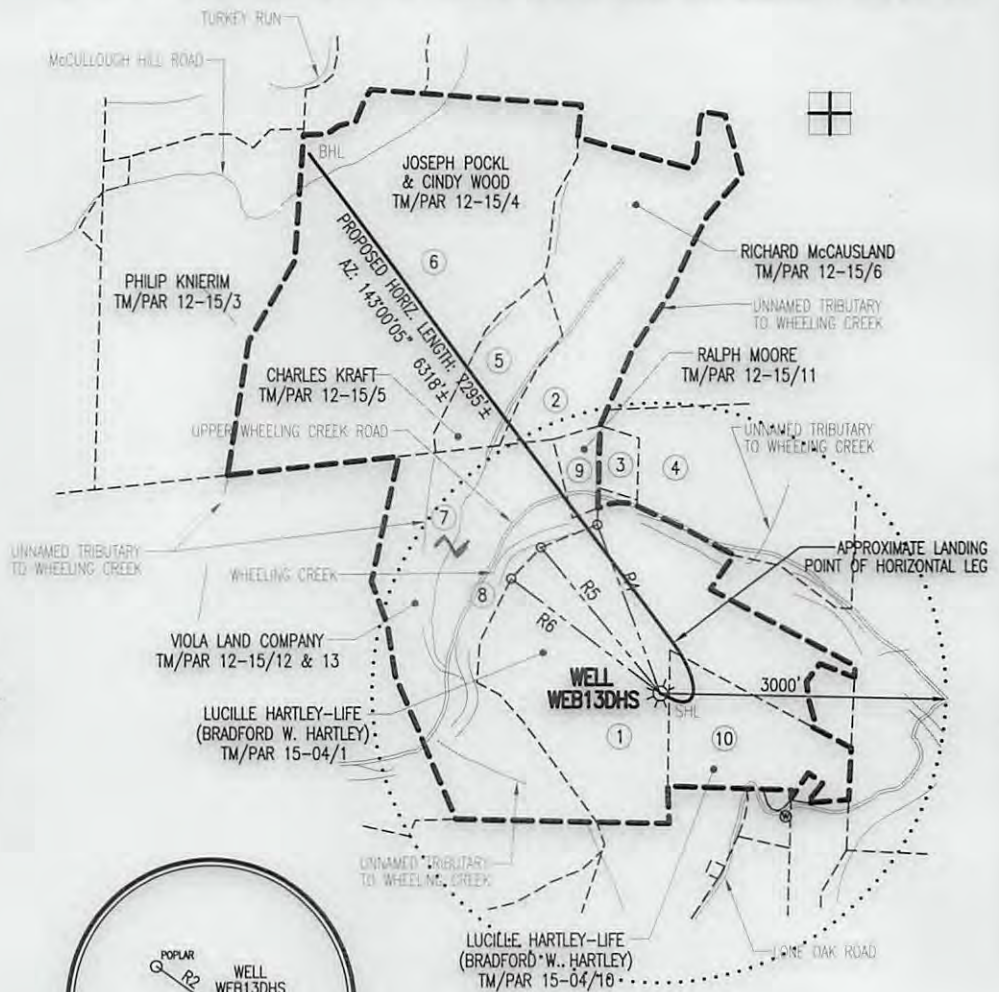 TURKEY RUN
McCULLOUGH HILL ROAD
BHL
JOSEPH POCKL
& CINDY WOOD
TM/PAR 12-15/4
PROPOSED HORIZ. LENGTH:
AZ: 143°00'05" 6318'±
6
RICHARD McCAUSLAND
TM/PAR 12-15/6
PHILIP KNIERIM
TM/PAR 12-15/3
UNNAMED TRIBUTARY
TO WHEELING CREEK
5
RALPH MOORE
TM/PAR 12-15/11
CHARLES KRAFT
TM/PAR 12-15/5
2
UPPER WHEELING CREEK ROAD
UNNAMED TRIBUTARY
TO WHEELING CREEK
9
3
4
7
UNNAMED TRIBUTARY
TO WHEELING CREEK
WHEELING CREEK
APPROXIMATE LANDING
POINT OF HORIZONTAL LEG
8
R5
R6
VIOLA LAND COMPANY
TM/PAR 12-15/12 & 13
WELL
WEB13DHS
3000'
SHL
LUCILLE HARTLEY-LIFE
(BRADFORD W. HARTLEY)
TM/PAR 15-04/1
1
10
UNNAMED TRIBUTARY
TO WHEELING CREEK
LUCILLE HARTLEY-LIFE
(BRADFORD W. HARTLEY)
TM/PAR 15-04/10
LONE OAK ROAD
POPLAR
R2
WELL
WEB13DHS